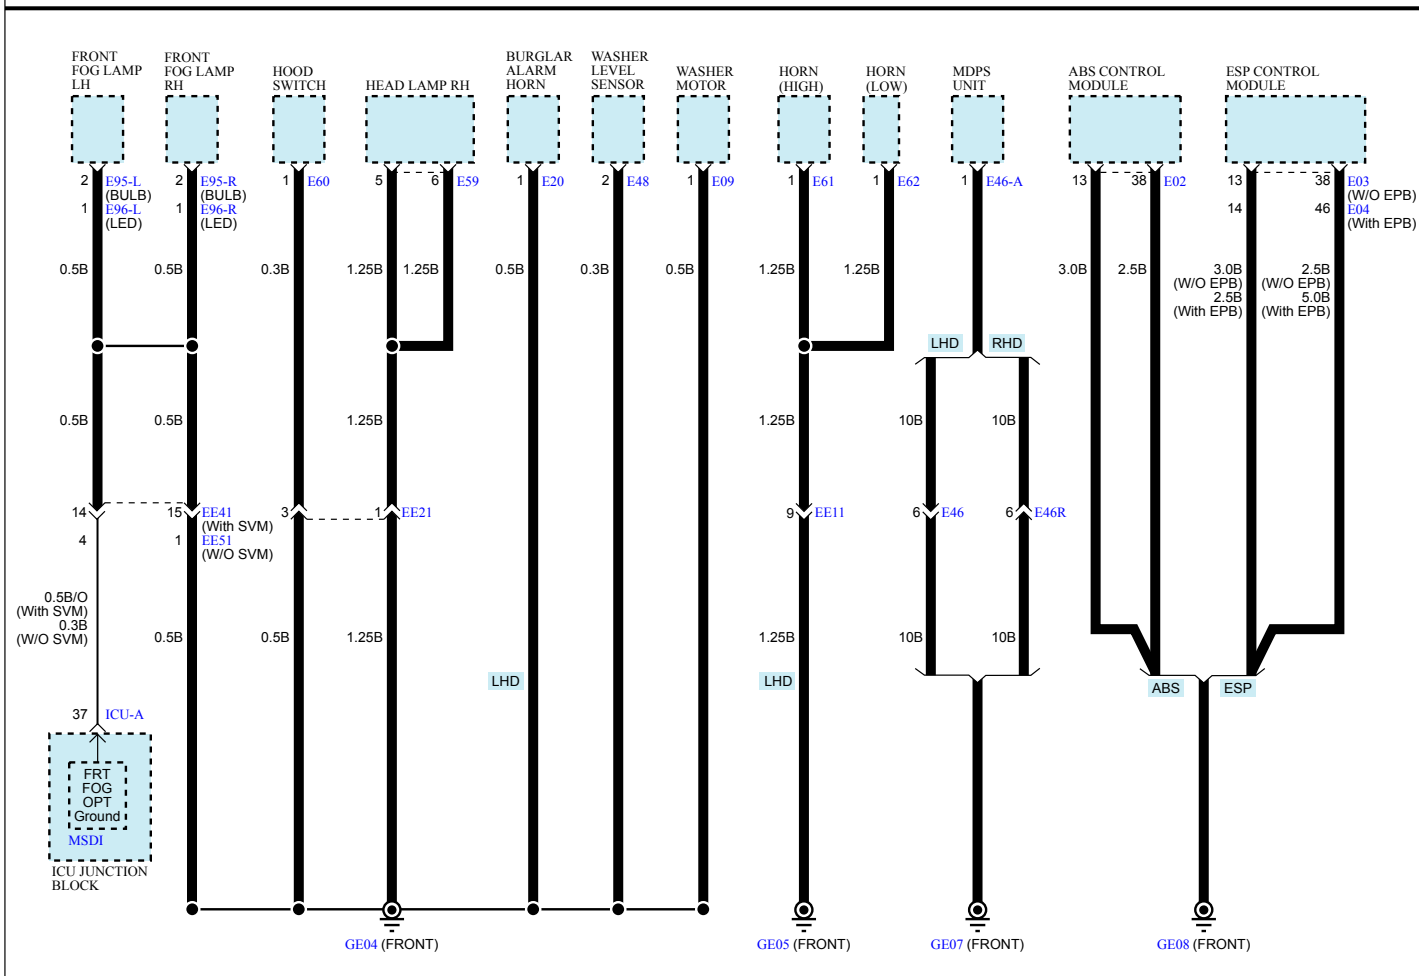 FRONT
FOG LAMP
LH
FRONT
FOG LAMP
RH
HOOD
SWITCH
HEAD LAMP RH
BURGLAR
ALARM
HORN
WASHER
LEVEL
SENSOR
WASHER
MOTOR
HORN
(HIGH)
HORN
(LOW)
MDPS
UNIT
ABS CONTROL
MODULE
ESP CONTROL
MODULE
2 E95-L
(BULB)
1 E96-L
(LED)
2 E95-R
(BULB)
1 E96-R
(LED)
1 E60
5 6 E59
1 E20
2 E48
1 E09
1 E61
1 E62
1 E46-A
13 38 E02
13 38 E03
(W/O EPB)
14 46 E04
(With EPB)
0.5B
0.5B
0.3B
1.25B
1.25B
0.5B
0.3B
0.5B
1.25B
1.25B
3.0B
2.5B
3.0B
(W/O EPB)
2.5B
(With EPB)
2.5B
(W/O EPB)
5.0B
(With EPB)
LHD
RHD
0.5B
0.5B
1.25B
1.25B
10B
10B
14
4
15 EE41
(With SVM)
1 EE51
(W/O SVM)
3
1 EE21
9 EE11
6 E46
6 E46R
0.5B/O
(With SVM)
0.3B
(W/O SVM)
0.5B
0.5B
1.25B
1.25B
10B
10B
LHD
LHD
ABS
ESP
37 ICU-A
FRT
FOG
OPT
Ground
MSDI
ICU JUNCTION
BLOCK
GE04 (FRONT)
GE05 (FRONT)
GE07 (FRONT)
GE08 (FRONT)